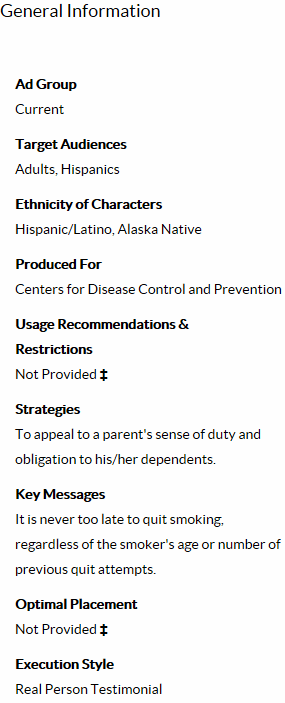 General Information
Ad Group
Current
Target Audiences
Adults, Hispanics
Ethnicity of Characters
Hispanic/Latino, Alaska Native
Produced For
Centers for Disease Control and Prevention
Usage Recommendations &
Restrictions
Not Provided ‡
Strategies
To appeal to a parent's sense of duty and
obligation to his/her dependents.
Key Messages
It is never too late to quit smoking,
regardless of the smoker's age or number of
previous quit attempts.
Optimal Placement
Not Provided ‡
Execution Style
Real Person Testimonial